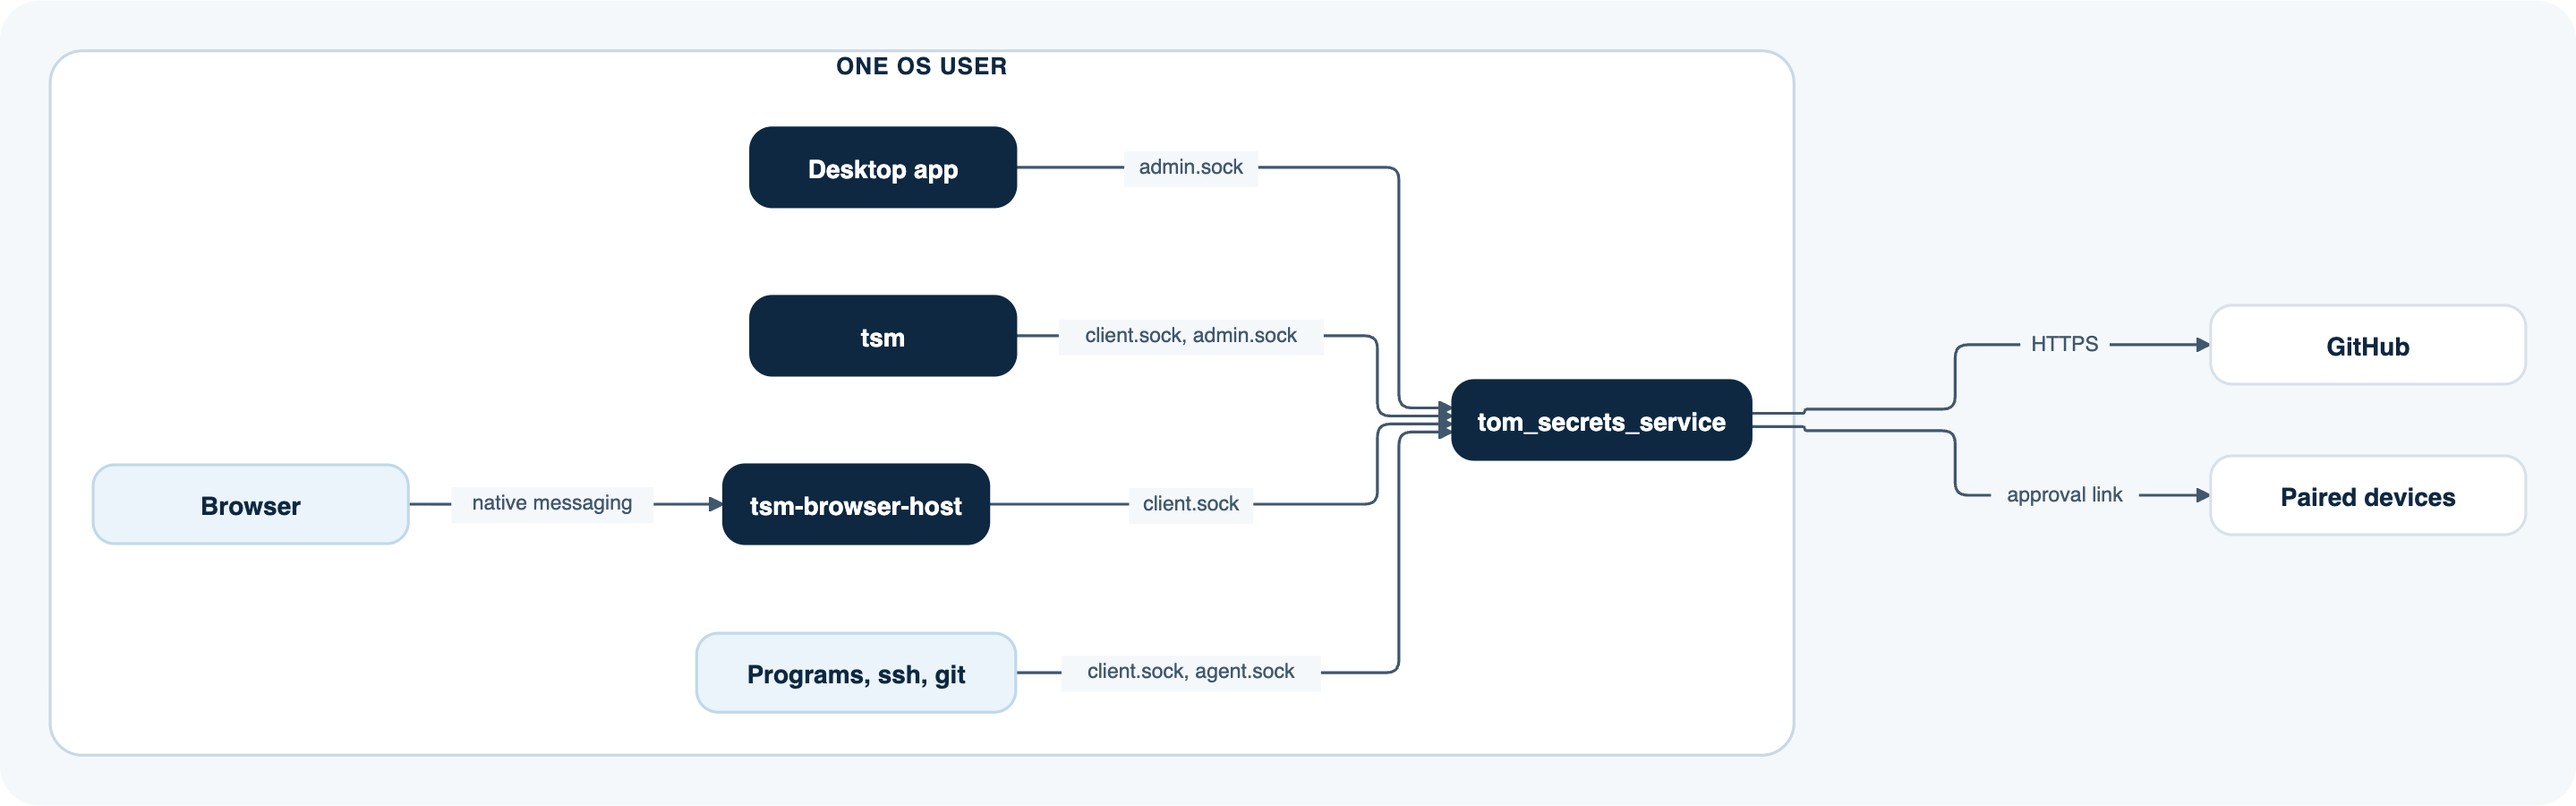 ONE OS USER
Desktop app
admin.sock
tsm
client.sock, admin.sock
tom_secrets_service
HTTPS
GitHub
Browser
native messaging
tsm-browser-host
client.sock
approval link
Paired devices
Programs, ssh, git
client.sock, agent.sock